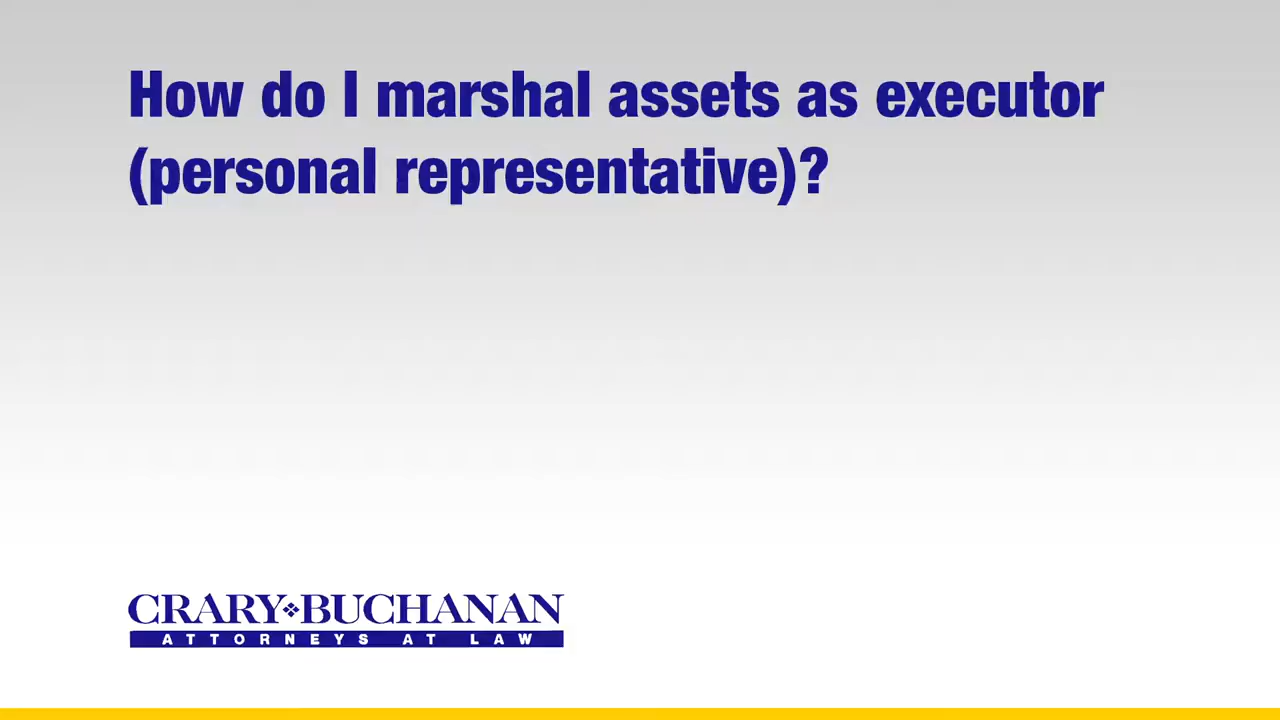 How do I marshal assets as executor
(personal representative)?
CRARY❖BUCHANAN
ATTORNEYS AT LAW